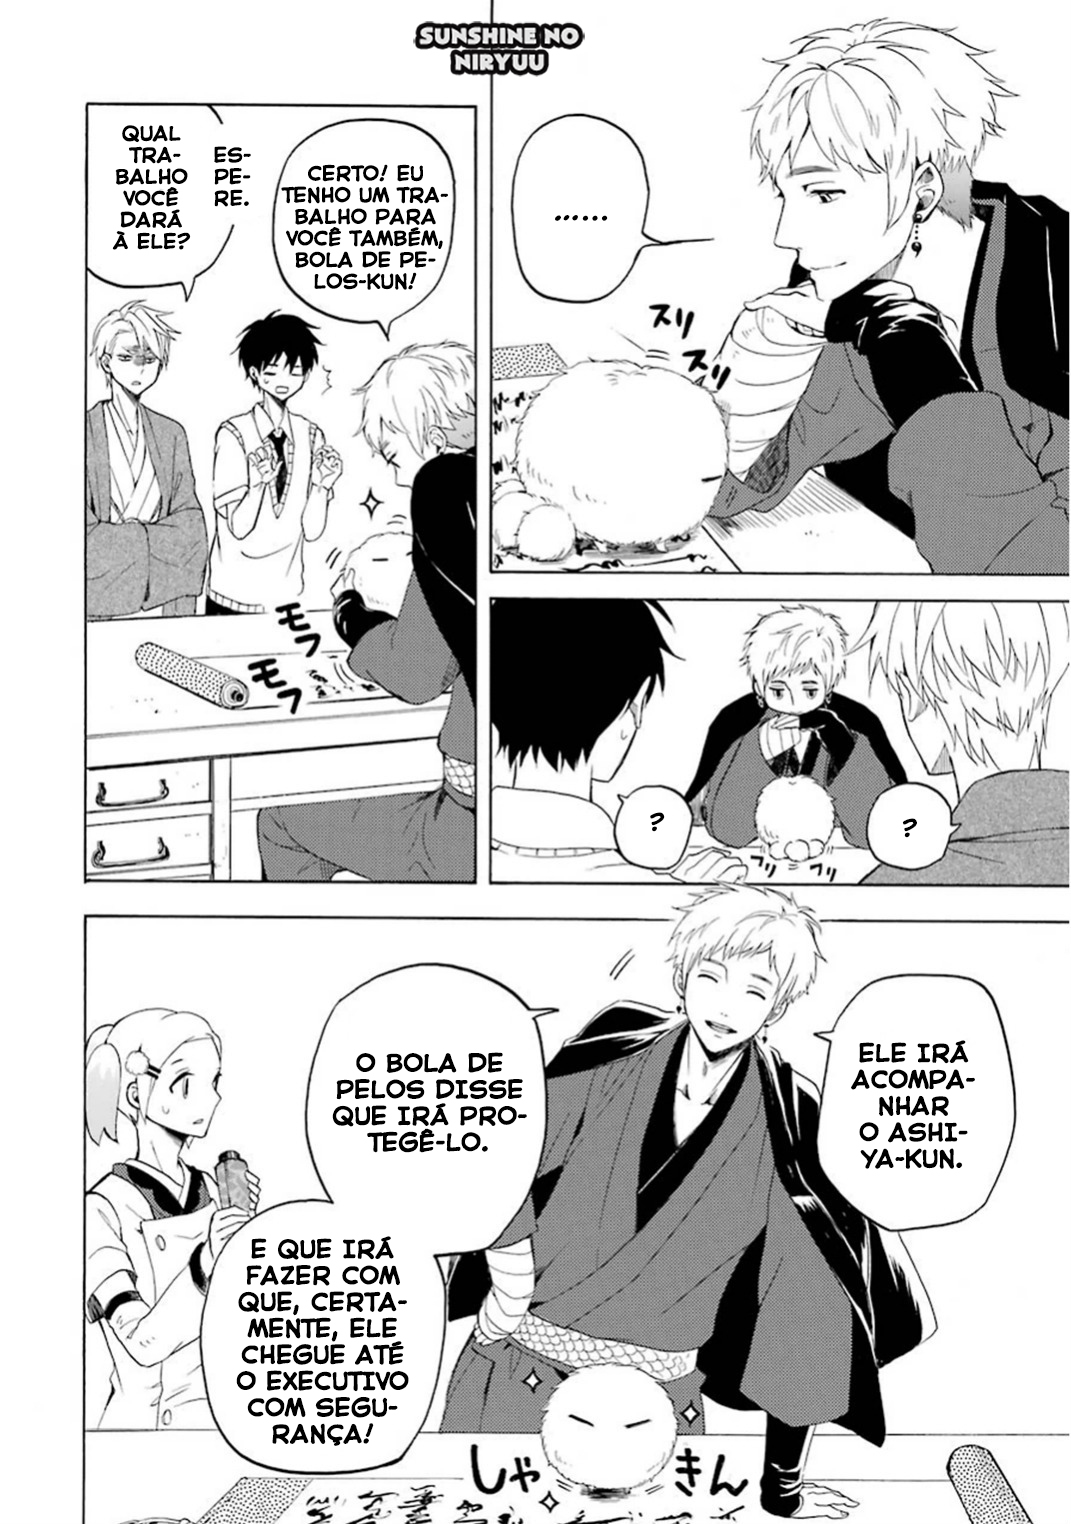 SUNSHINE NO
NIRYUU
......
スリ
スリ
?
?
フリ
フリ
CERTO! EU
TENHO UM TRA-
BALHO PARA
VOCÊ TAMBÉM,
BOLA DE PE-
LOS-KUN!
ES-
PE-
RE.
QUAL
TRA-
BALHO
VOCÊ
DARÁ
À ELE?
モフ
モフ
ELE IRÁ
ACOMPA-
NHAR
O ASHI-
YA-KUN.
O BOLA DE
PELOS DISSE
QUE IRÁ PRO-
TEGÊ-LO.
E QUE IRÁ
FAZER COM
QUE, CERTA-
MENTE, ELE
CHEGUE ATÉ
O EXECUTIVO
COM SEGU-
RANÇA!
しゃ
きん